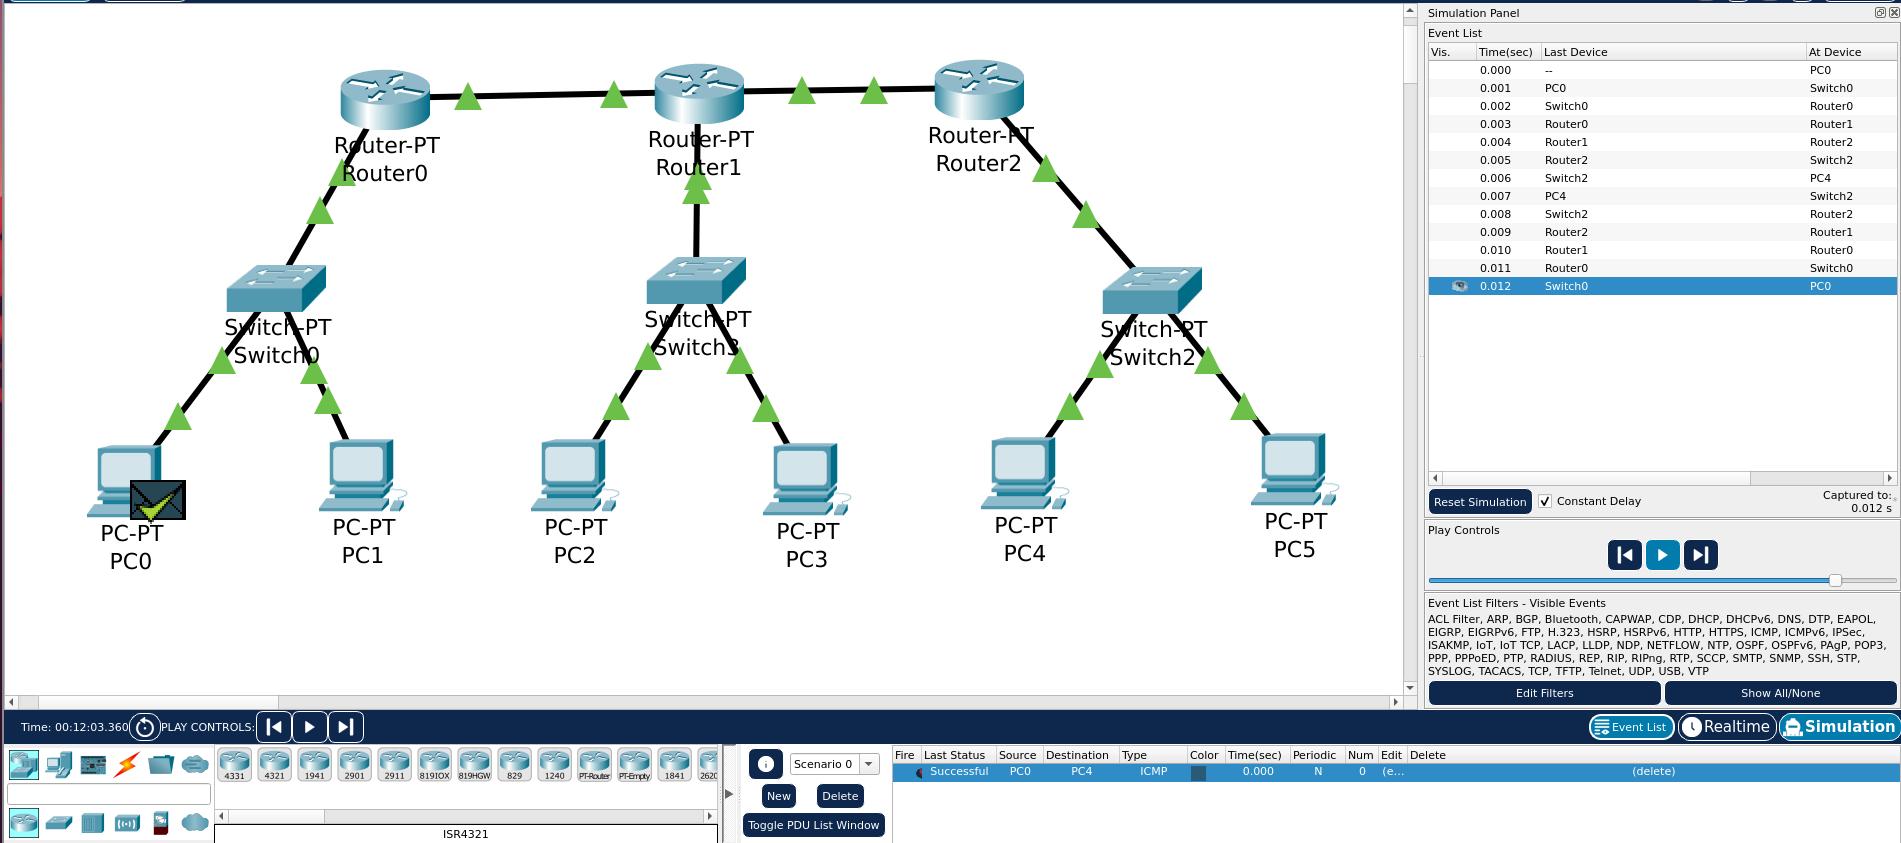 Simulation Panel
Event List
Vis. Time(sec) Last Device At Device
0.000 -- PC0
0.001 PC0 Switch0
0.002 Switch0 Router0
0.003 Router0 Router1
0.004 Router1 Router2
0.005 Router2 Switch2
0.006 Switch2 PC4
0.007 PC4 Switch2
0.008 Switch2 Router2
0.009 Router2 Router1
0.010 Router1 Router0
0.011 Router0 Switch0
0.012 Switch0 PC0
Reset Simulation Constant Delay
Captured to:
0.012 s
Play Controls
Event List Filters - Visible Events
ACL Filter, ARP, BGP, Bluetooth, CAPWAP, CDP, DHCP, DHCPv6, DNS, DTP, EAPOL,
EIGRP, EIGRPv6, FTP, H.323, HSRP, HSRPv6, HTTP, HTTPS, ICMP, ICMPv6, IPSec,
ISAKMP, IoT, IoT TCP, LACP, LLDP, NDP, NETFLOW, NTP, OSPF, OSPFv6, PAgP, POP3,
PPP, PPPoED, PTP, RADIUS, REP, RIP, RIPng, RTP, SCCP, SMTP, SNMP, SSH, STP,
SYSLOG, TACACS, TCP, TFTP, Telnet, UDP, USB, VTP
Edit Filters Show All/None
Router-PT
Router0
Router-PT
Router1
Router-PT
Router2
Switch-PT
Switch0
Switch-PT
Switch3
Switch-PT
Switch2
PC-PT
PC0
PC-PT
PC1
PC-PT
PC2
PC-PT
PC3
PC-PT
PC4
PC-PT
PC5
Time: 00:12:03.360 PLAY CONTROLS:
Event List Realtime Simulation
4331 4321 1941 2901 2911 819IOX 819HGW 829 1240 PT-Router PT-Empty 1841 2620
ISR4321
Scenario 0
New Delete
Toggle PDU List Window
Fire Last Status Source Destination Type Color Time(sec) Periodic Num Edit Delete
Successful PC0 PC4 ICMP 0.000 N 0 (e... (delete)